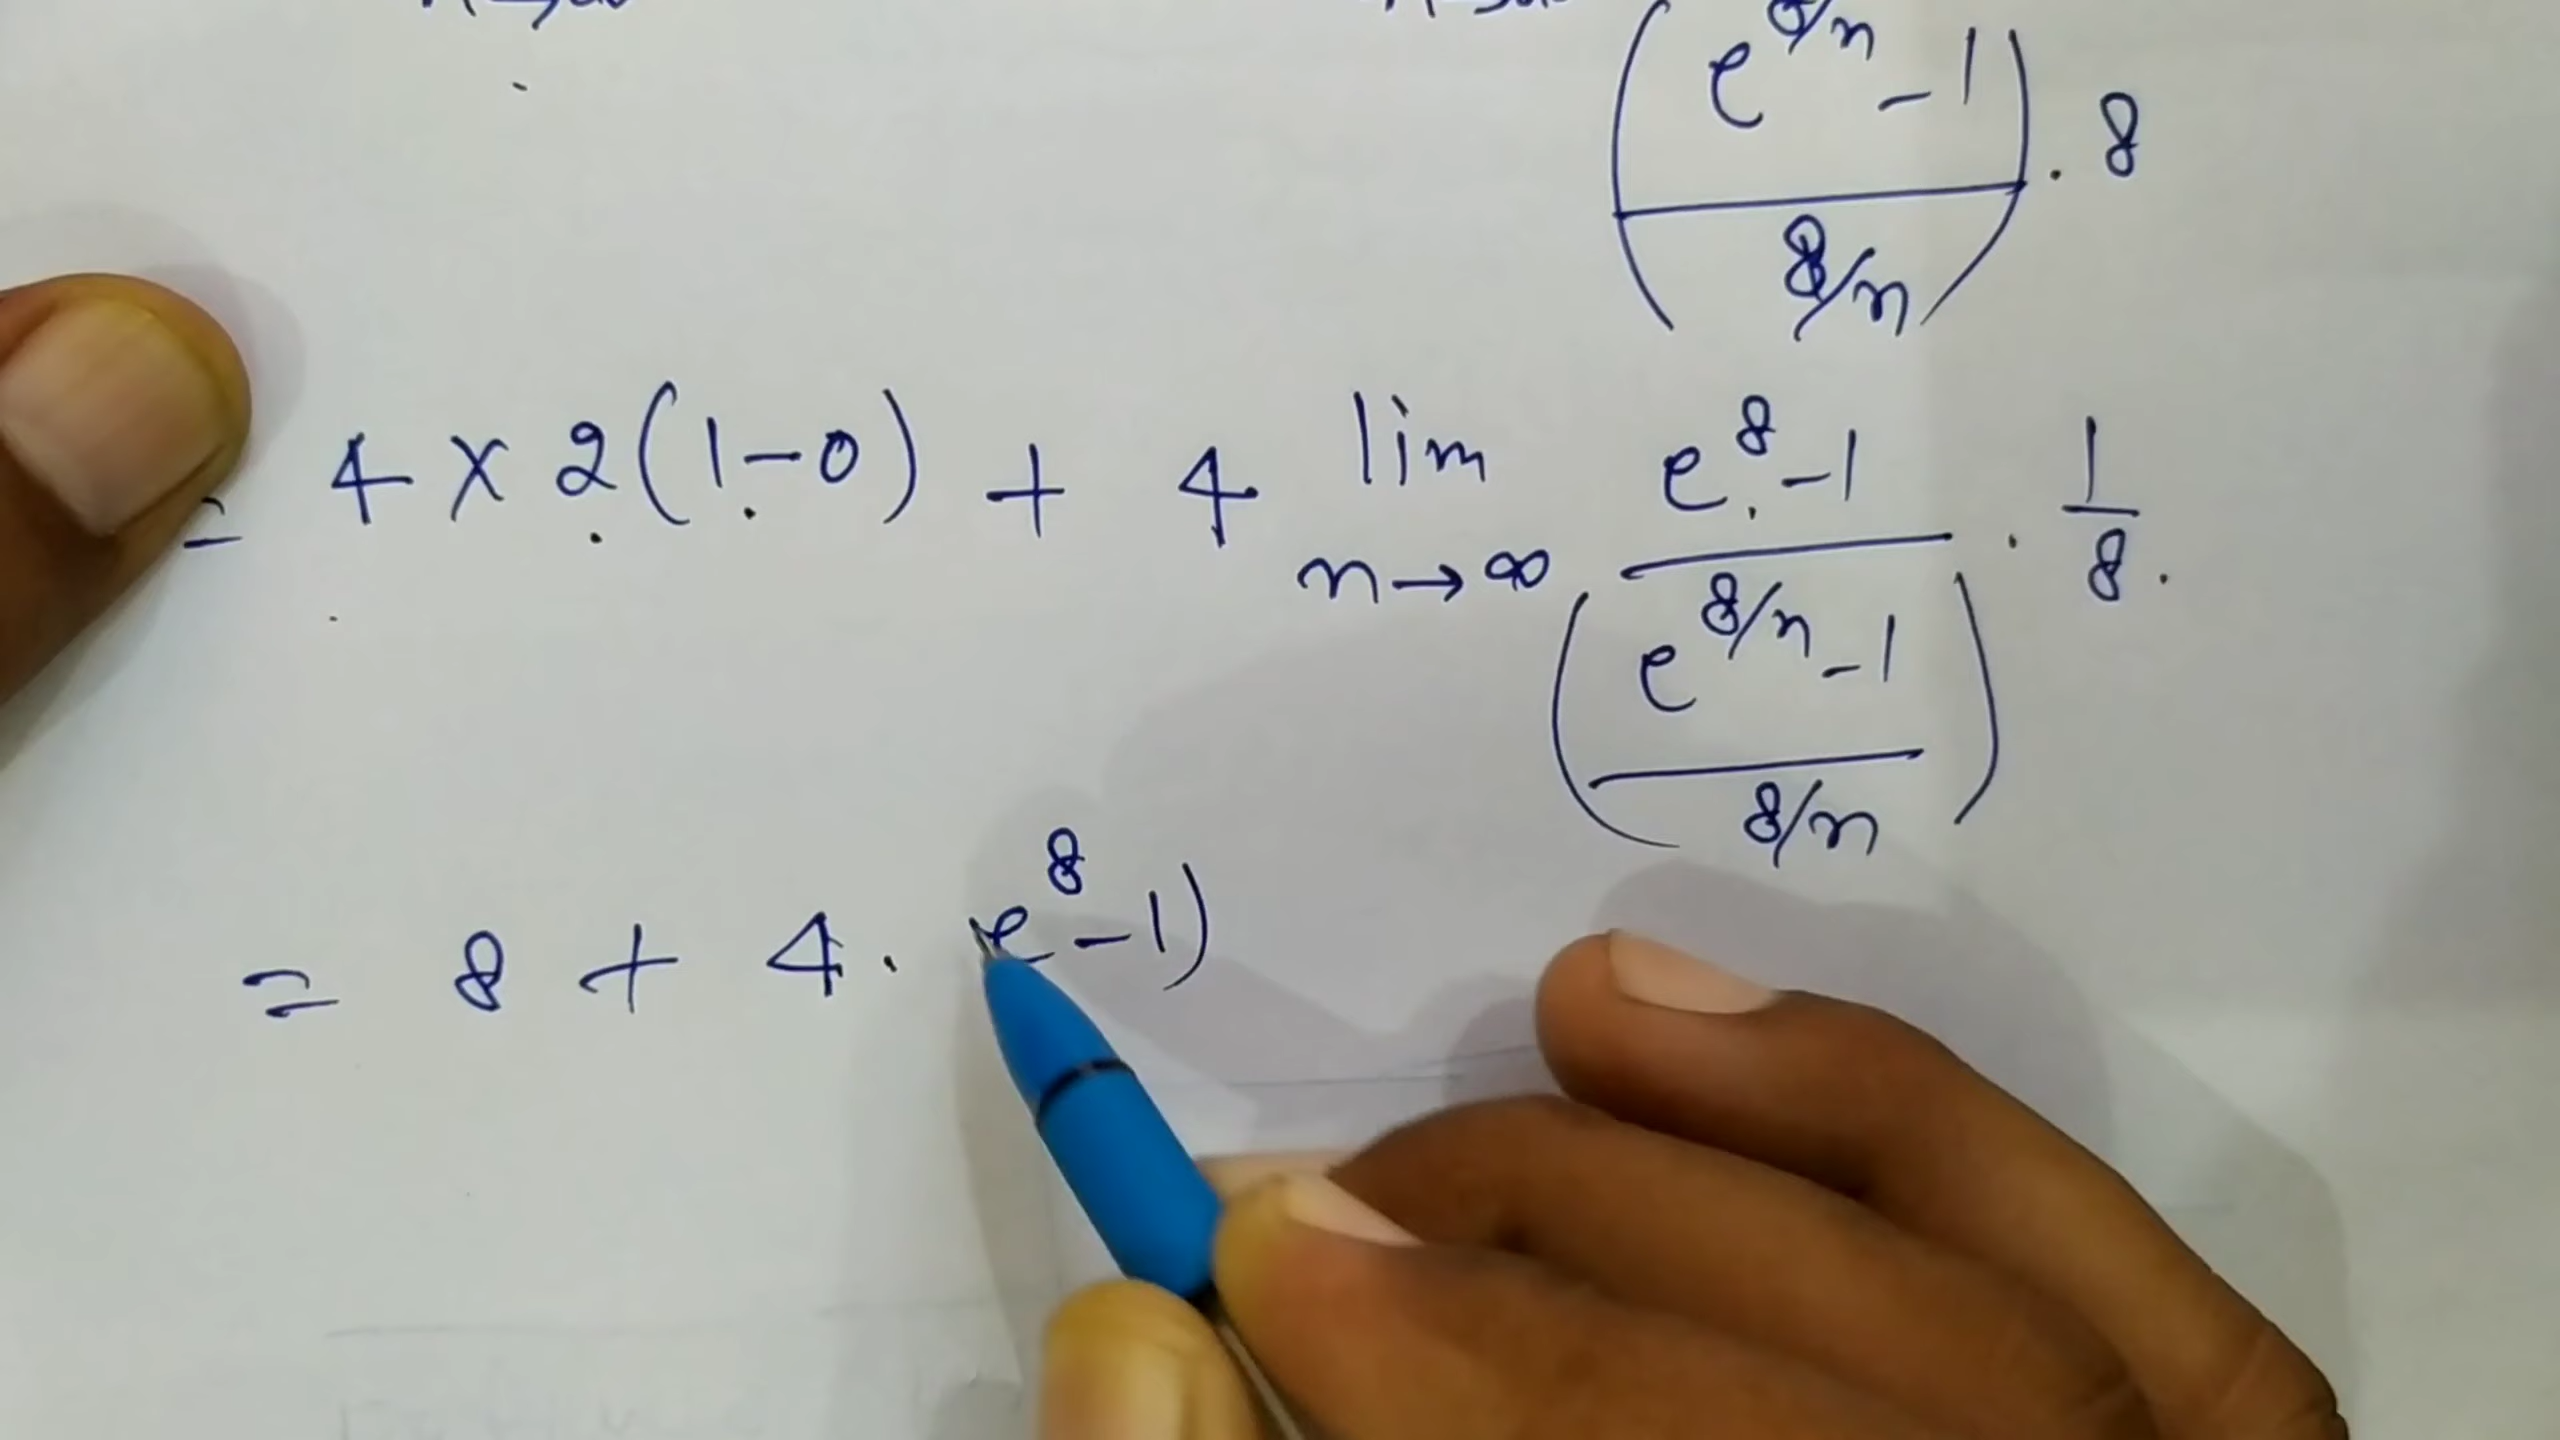 e^{8/n} - 1
. 8
8/n
= 4 × 2(1-0) + 4 lim n→∞ e^8 - 1 / ((e^{8/n} - 1) / (8/n)) . 1/8.
= 8 + 4 . e^8 - 1)